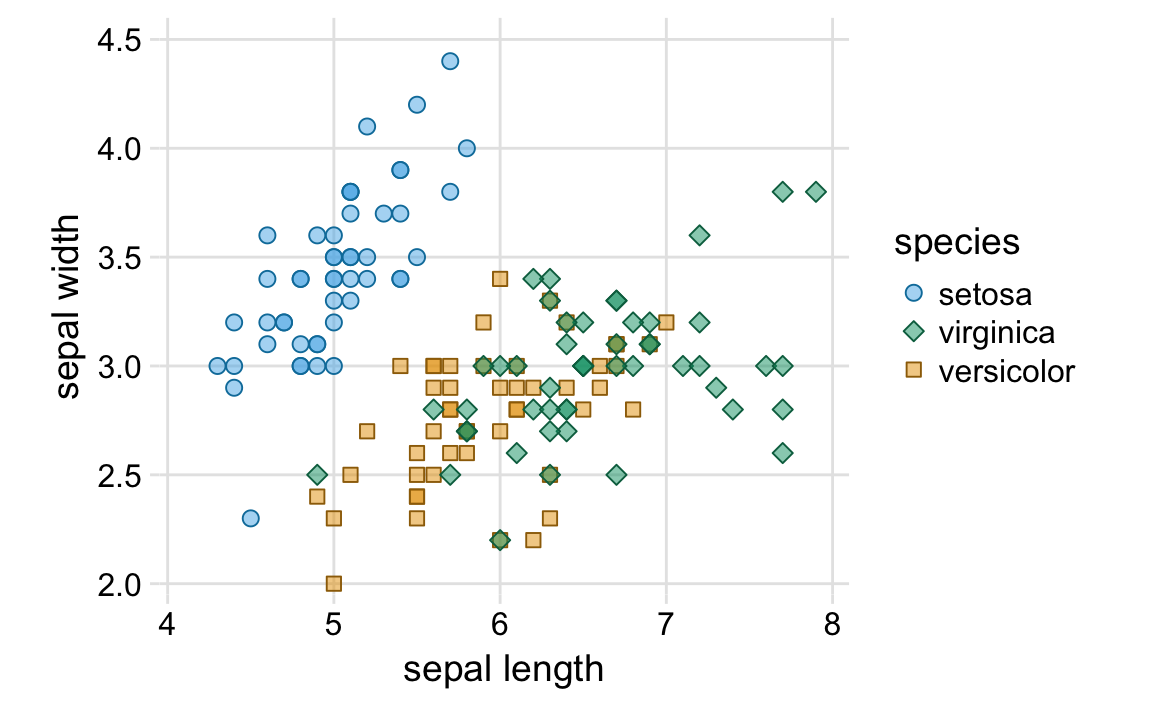 4.5
4.0
3.5
3.0
2.5
2.0
sepal width
4 5 6 7 8
sepal length
species
setosa
virginica
versicolor